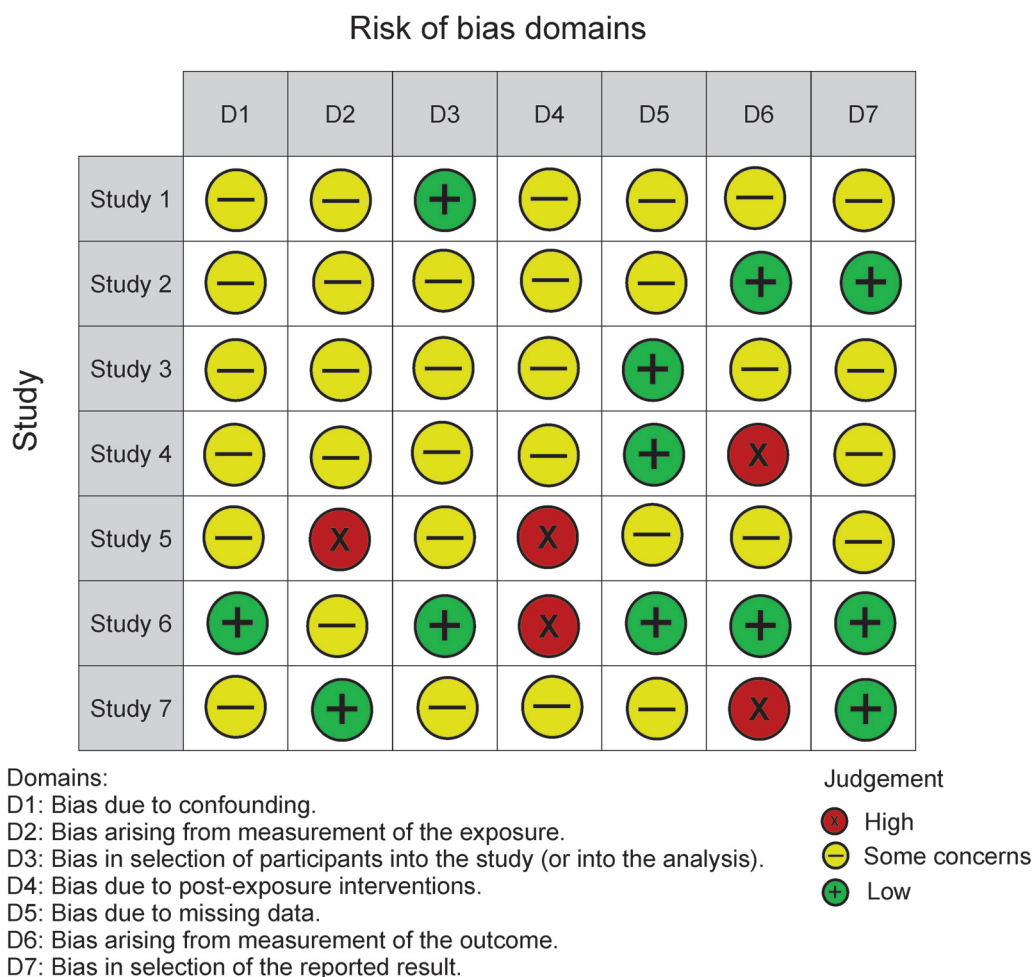 Risk of bias domains
D1 D2 D3 D4 D5 D6 D7
Study
Study 1 — — + — — — —
Study 2 — — — — — + +
Study 3 — — — — + — —
Study 4 — — — — + X —
Study 5 — X — X — — —
Study 6 + — + X + + +
Study 7 — + — — — X +
Domains:
D1: Bias due to confounding.
D2: Bias arising from measurement of the exposure.
D3: Bias in selection of participants into the study (or into the analysis).
D4: Bias due to post-exposure interventions.
D5: Bias due to missing data.
D6: Bias arising from measurement of the outcome.
D7: Bias in selection of the reported result.
Judgement
X High
— Some concerns
+ Low